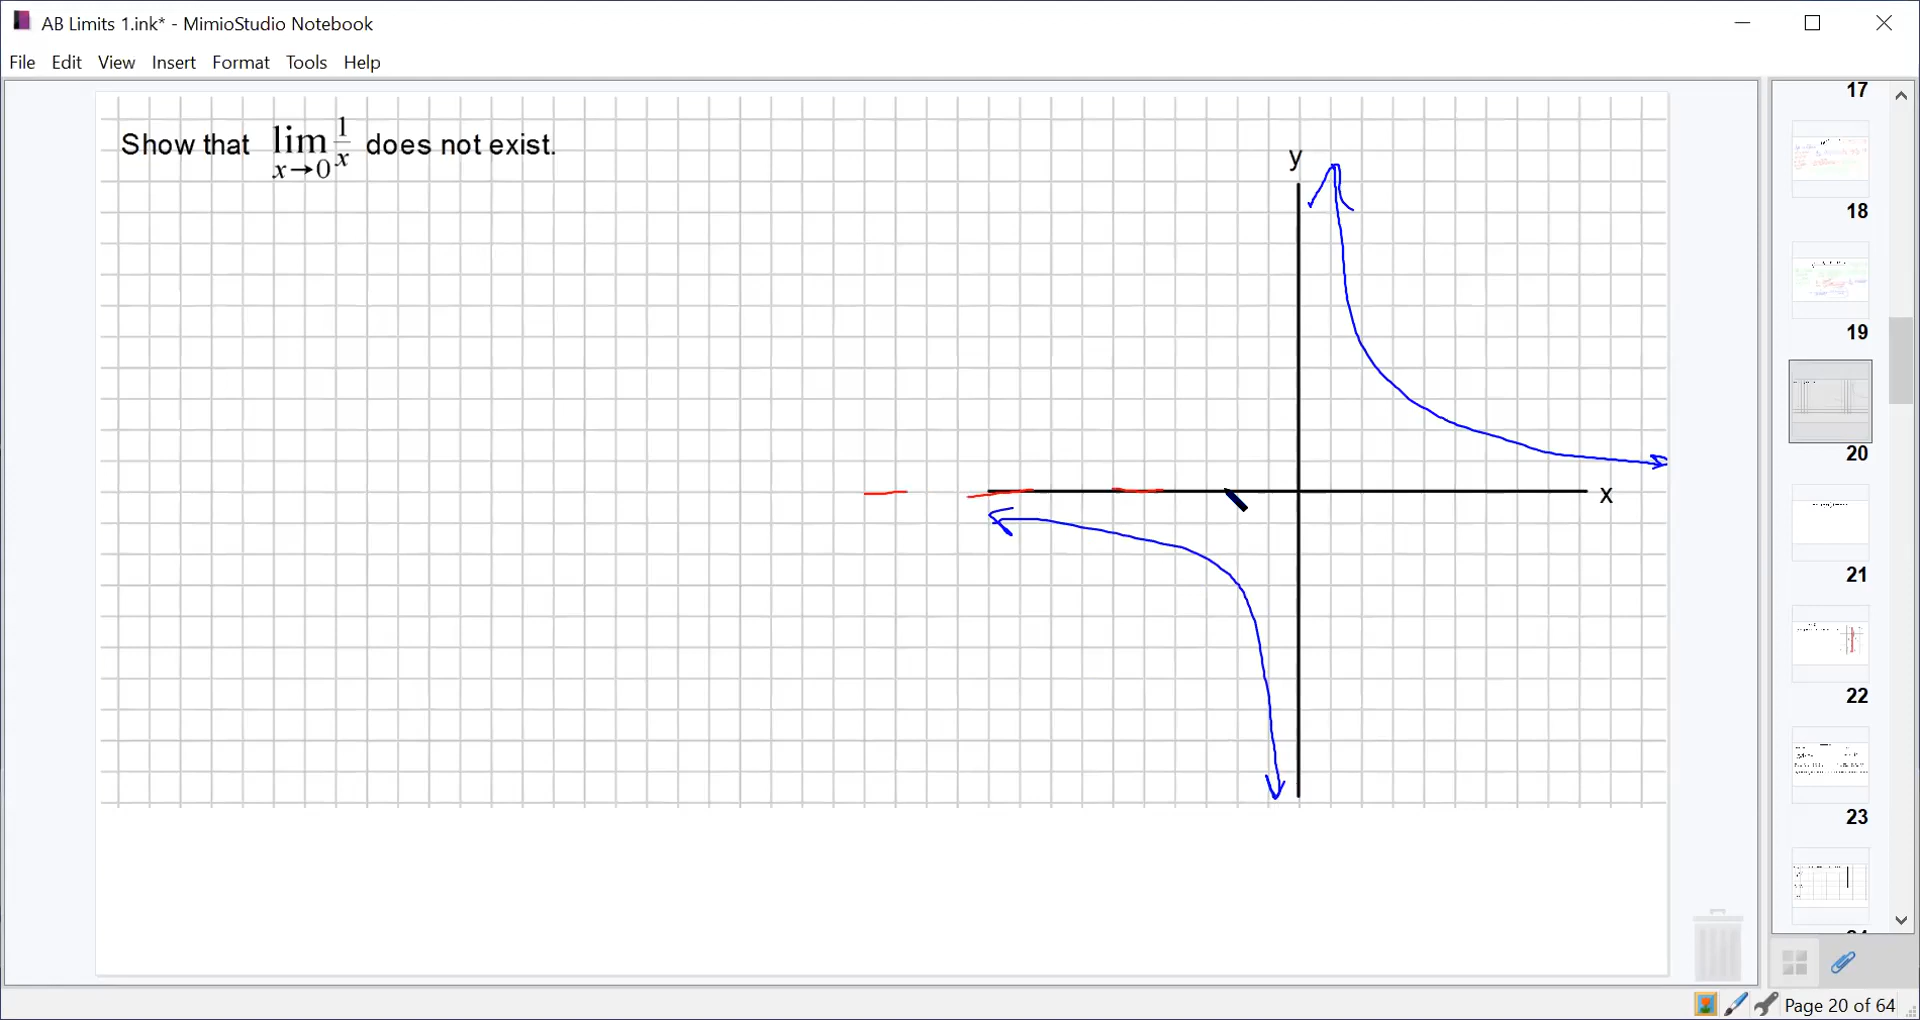 AB Limits 1.ink* - MimioStudio Notebook
File Edit View Insert Format Tools Help
Show that lim x→0 1/x does not exist.
y
x
17
18
19
20
21
22
23
Page 20 of 64